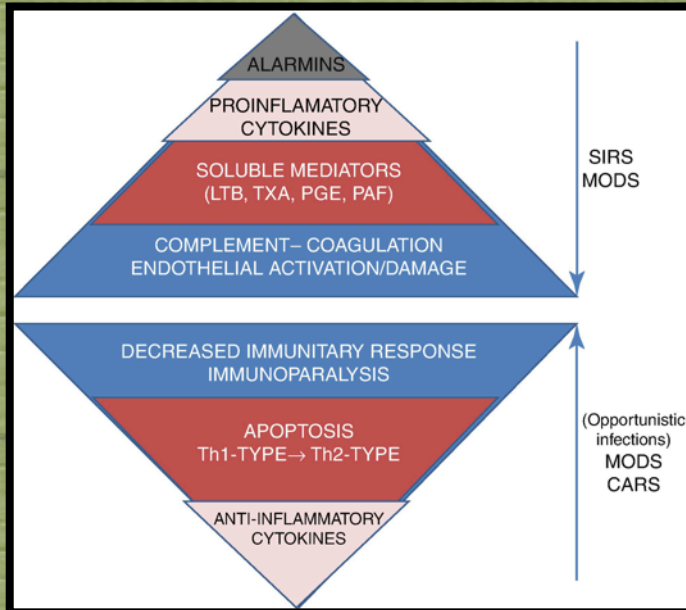 ALARMINS
PROINFLAMATORY
CYTOKINES
SOLUBLE MEDIATORS
(LTB, TXA, PGE, PAF)
COMPLEMENT– COAGULATION
ENDOTHELIAL ACTIVATION/DAMAGE
SIRS
MODS
DECREASED IMMUNITARY RESPONSE
IMMUNOPARALYSIS
APOPTOSIS
Th1-TYPE→ Th2-TYPE
ANTI-INFLAMMATORY
CYTOKINES
(Opportunistic
infections)
MODS
CARS